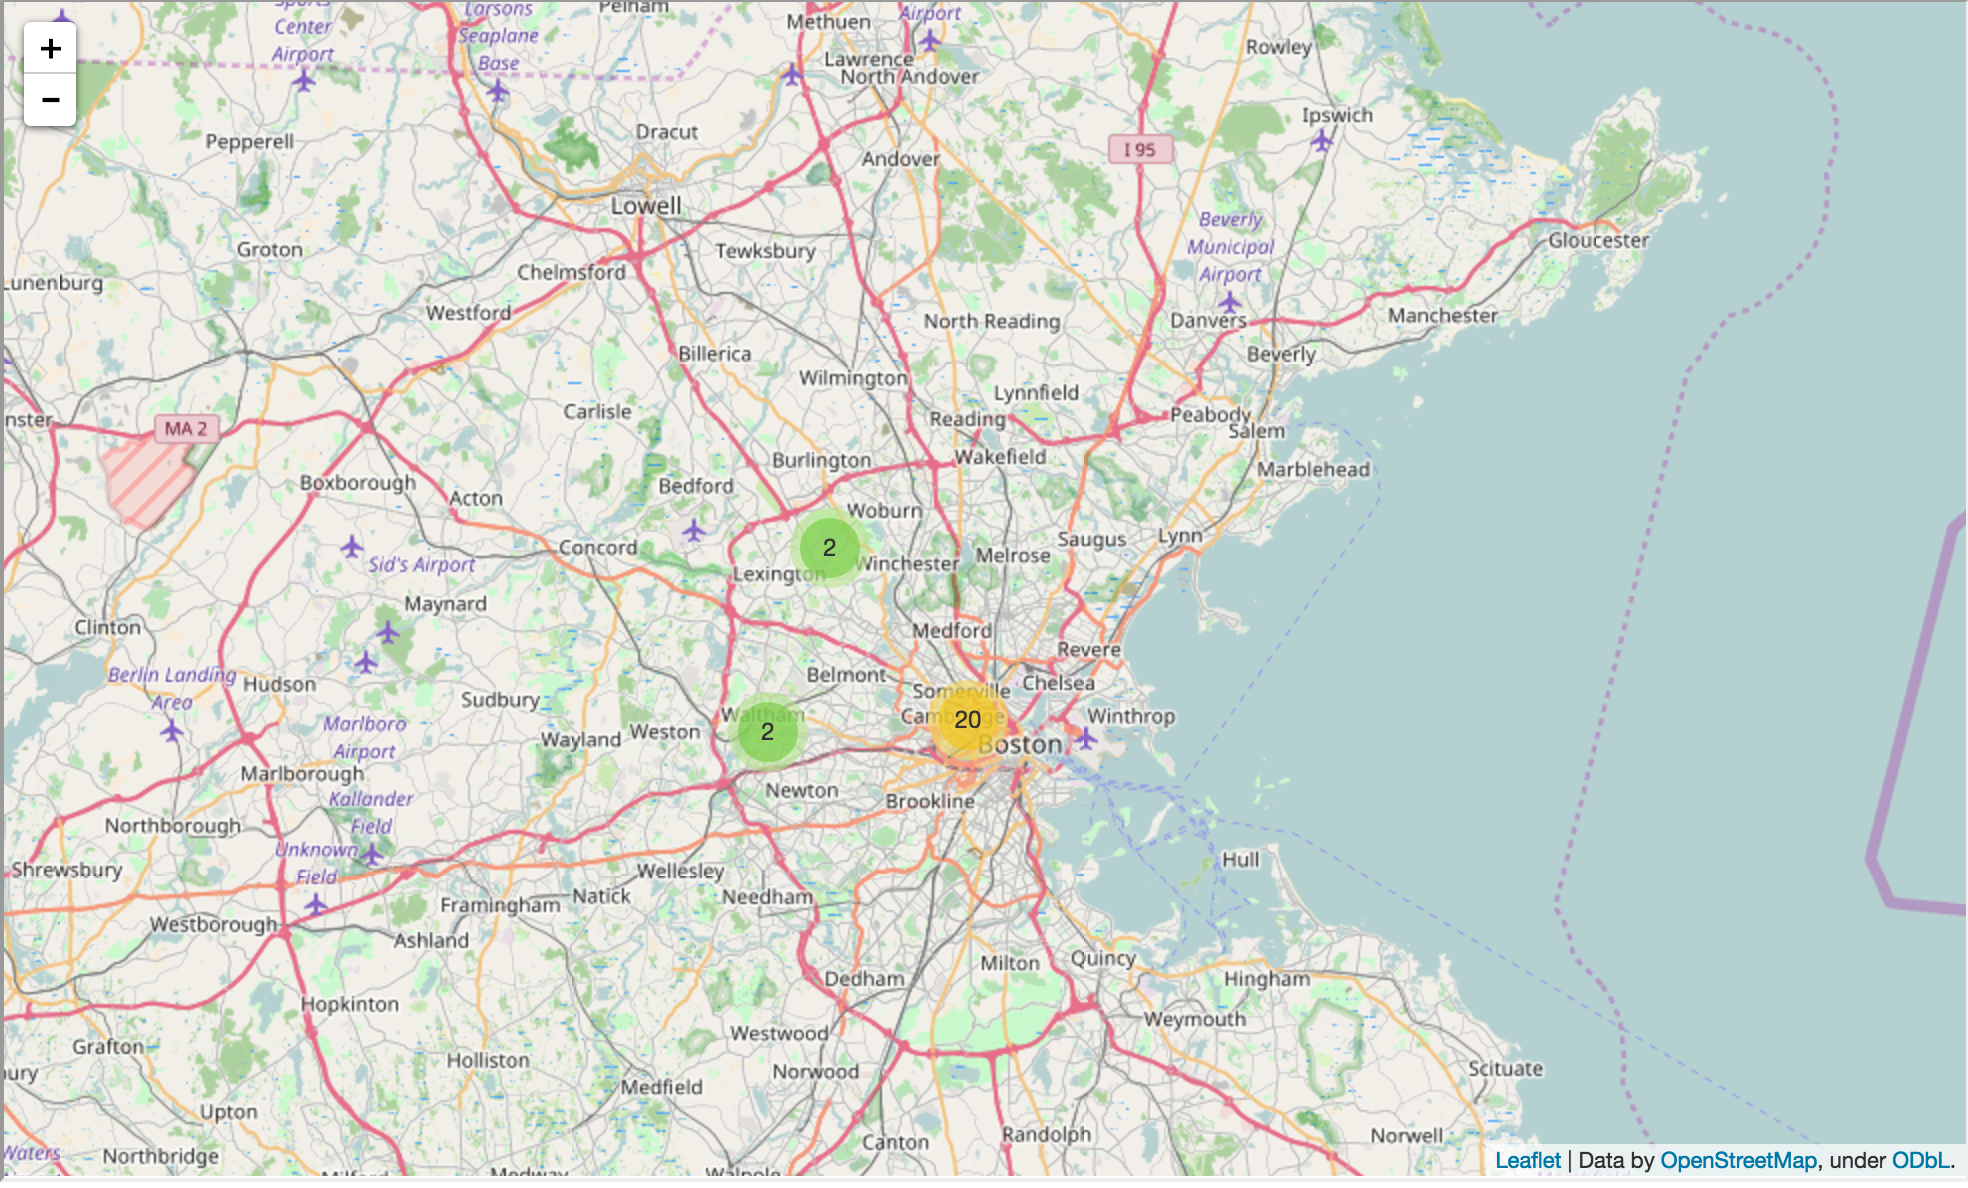 +
−
Sports
Center
Airport
Larsons
Seaplane
Base
Pelham
Methuen
Airport
Lawrence
North Andover
Rowley
Ipswich
Pepperell
Dracut
Andover
I 95
Lowell
Beverly
Municipal
Airport
Gloucester
Groton
Tewksbury
Chelmsford
Lunenburg
Westford
North Reading
Danvers
Manchester
Billerica
Beverly
Wilmington
Lynnfield
Carlisle
Reading
Peabody
Salem
nster
MA 2
Burlington
Wakefield
Marblehead
Boxborough
Bedford
Acton
Woburn
Concord
2
Winchester
Melrose
Saugus
Lynn
Sid's Airport
Lexington
Maynard
Clinton
Medford
Revere
Berlin Landing
Area
Hudson
Belmont
Sudbury
Somerville
Chelsea
Marlboro
Airport
Waltham
Cambridge
20
Winthrop
Wayland
Weston
2
Boston
Marlborough
Newton
Brookline
Kallander
Field
Northborough
Unknown
Field
Hull
Shrewsbury
Wellesley
Natick
Needham
Framingham
Westborough
Ashland
Milton
Quincy
Dedham
Hingham
Hopkinton
Westwood
Weymouth
Grafton
Holliston
Norwood
Scituate
bury
Medfield
Upton
Canton
Randolph
Norwell
Waters
Northbridge
Milford
Medway
Walpole
Leaflet | Data by OpenStreetMap, under ODbL.